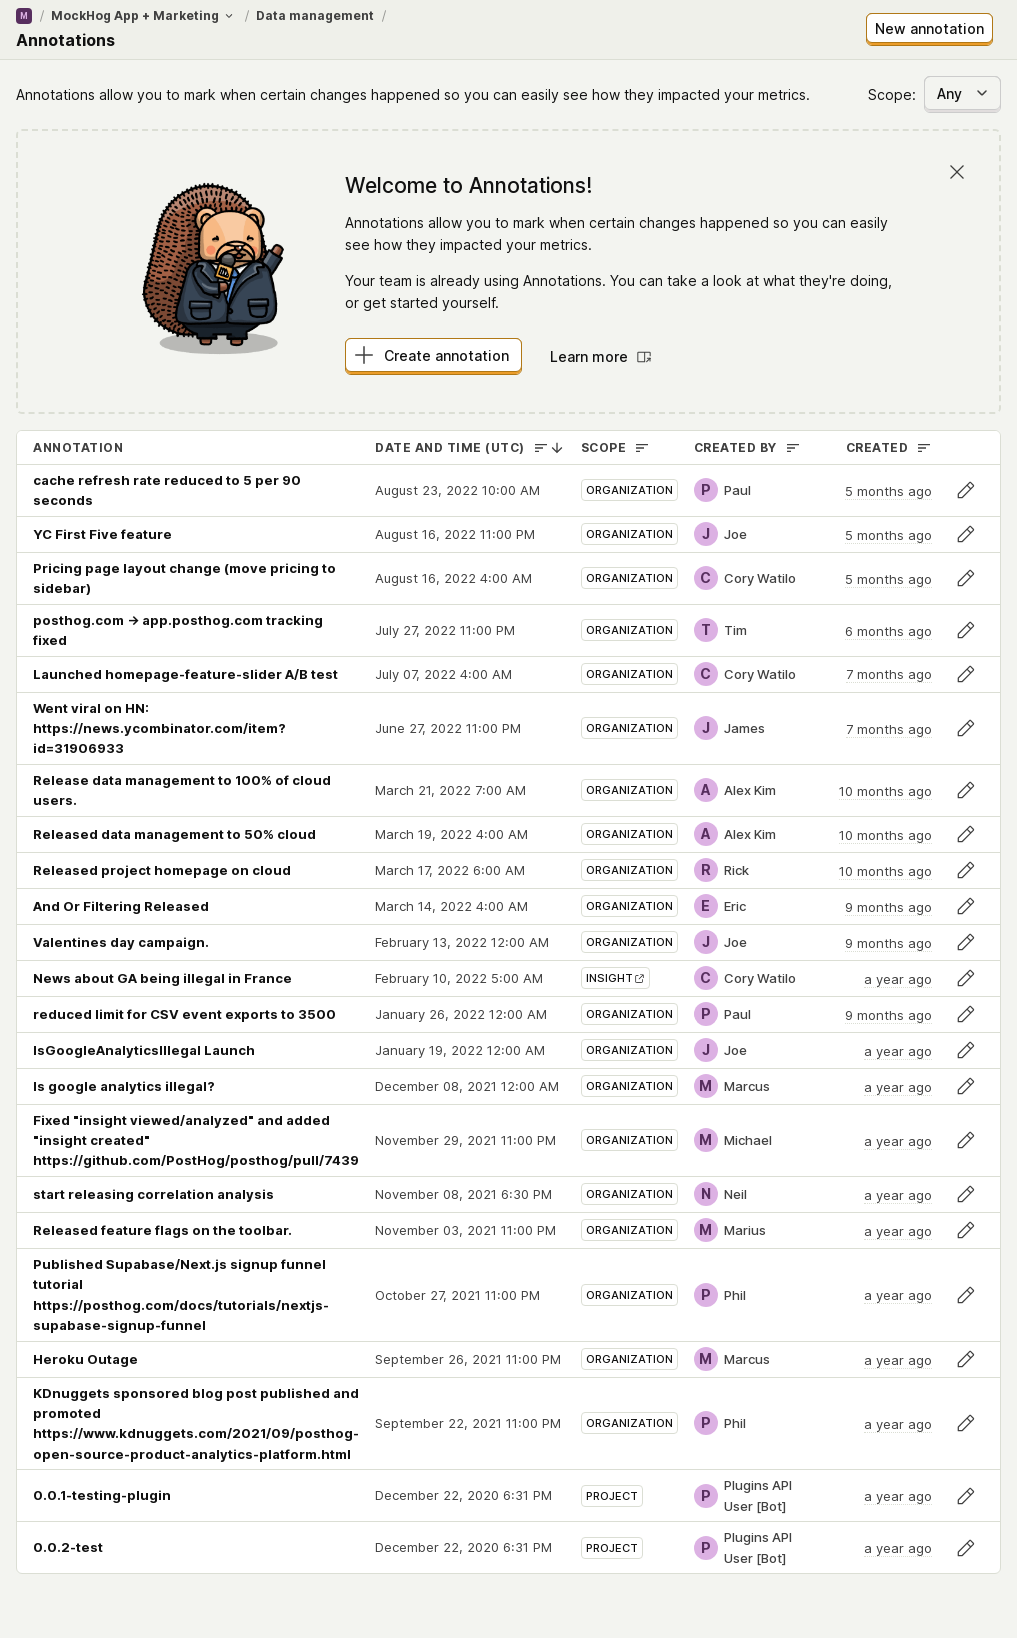 M / MockHog App + Marketing / Data management /
Annotations
New annotation
Annotations allow you to mark when certain changes happened so you can easily see how they impacted your metrics.
Scope: Any
Welcome to Annotations!
Annotations allow you to mark when certain changes happened so you can easily
see how they impacted your metrics.
Your team is already using Annotations. You can take a look at what they're doing,
or get started yourself.
Create annotation
Learn more
ANNOTATION DATE AND TIME (UTC) SCOPE CREATED BY CREATED
cache refresh rate reduced to 5 per 90
seconds
August 23, 2022 10:00 AM ORGANIZATION P Paul 5 months ago
YC First Five feature August 16, 2022 11:00 PM ORGANIZATION J Joe 5 months ago
Pricing page layout change (move pricing to
sidebar)
August 16, 2022 4:00 AM ORGANIZATION C Cory Watilo 5 months ago
posthog.com → app.posthog.com tracking
fixed
July 27, 2022 11:00 PM ORGANIZATION T Tim 6 months ago
Launched homepage-feature-slider A/B test July 07, 2022 4:00 AM ORGANIZATION C Cory Watilo 7 months ago
Went viral on HN:
https://news.ycombinator.com/item?
id=31906933
June 27, 2022 11:00 PM ORGANIZATION J James 7 months ago
Release data management to 100% of cloud
users.
March 21, 2022 7:00 AM ORGANIZATION A Alex Kim 10 months ago
Released data management to 50% cloud March 19, 2022 4:00 AM ORGANIZATION A Alex Kim 10 months ago
Released project homepage on cloud March 17, 2022 6:00 AM ORGANIZATION R Rick 10 months ago
And Or Filtering Released March 14, 2022 4:00 AM ORGANIZATION E Eric 9 months ago
Valentines day campaign. February 13, 2022 12:00 AM ORGANIZATION J Joe 9 months ago
News about GA being illegal in France February 10, 2022 5:00 AM INSIGHT C Cory Watilo a year ago
reduced limit for CSV event exports to 3500 January 26, 2022 12:00 AM ORGANIZATION P Paul 9 months ago
IsGoogleAnalyticsIllegal Launch January 19, 2022 12:00 AM ORGANIZATION J Joe a year ago
Is google analytics illegal? December 08, 2021 12:00 AM ORGANIZATION M Marcus a year ago
Fixed "insight viewed/analyzed" and added
"insight created"
https://github.com/PostHog/posthog/pull/7439
November 29, 2021 11:00 PM ORGANIZATION M Michael a year ago
start releasing correlation analysis November 08, 2021 6:30 PM ORGANIZATION N Neil a year ago
Released feature flags on the toolbar. November 03, 2021 11:00 PM ORGANIZATION M Marius a year ago
Published Supabase/Next.js signup funnel
tutorial
https://posthog.com/docs/tutorials/nextjs-
supabase-signup-funnel
October 27, 2021 11:00 PM ORGANIZATION P Phil a year ago
Heroku Outage September 26, 2021 11:00 PM ORGANIZATION M Marcus a year ago
KDnuggets sponsored blog post published and
promoted
https://www.kdnuggets.com/2021/09/posthog-
open-source-product-analytics-platform.html
September 22, 2021 11:00 PM ORGANIZATION P Phil a year ago
0.0.1-testing-plugin December 22, 2020 6:31 PM PROJECT P Plugins API
User [Bot] a year ago
0.0.2-test December 22, 2020 6:31 PM PROJECT P Plugins API
User [Bot] a year ago